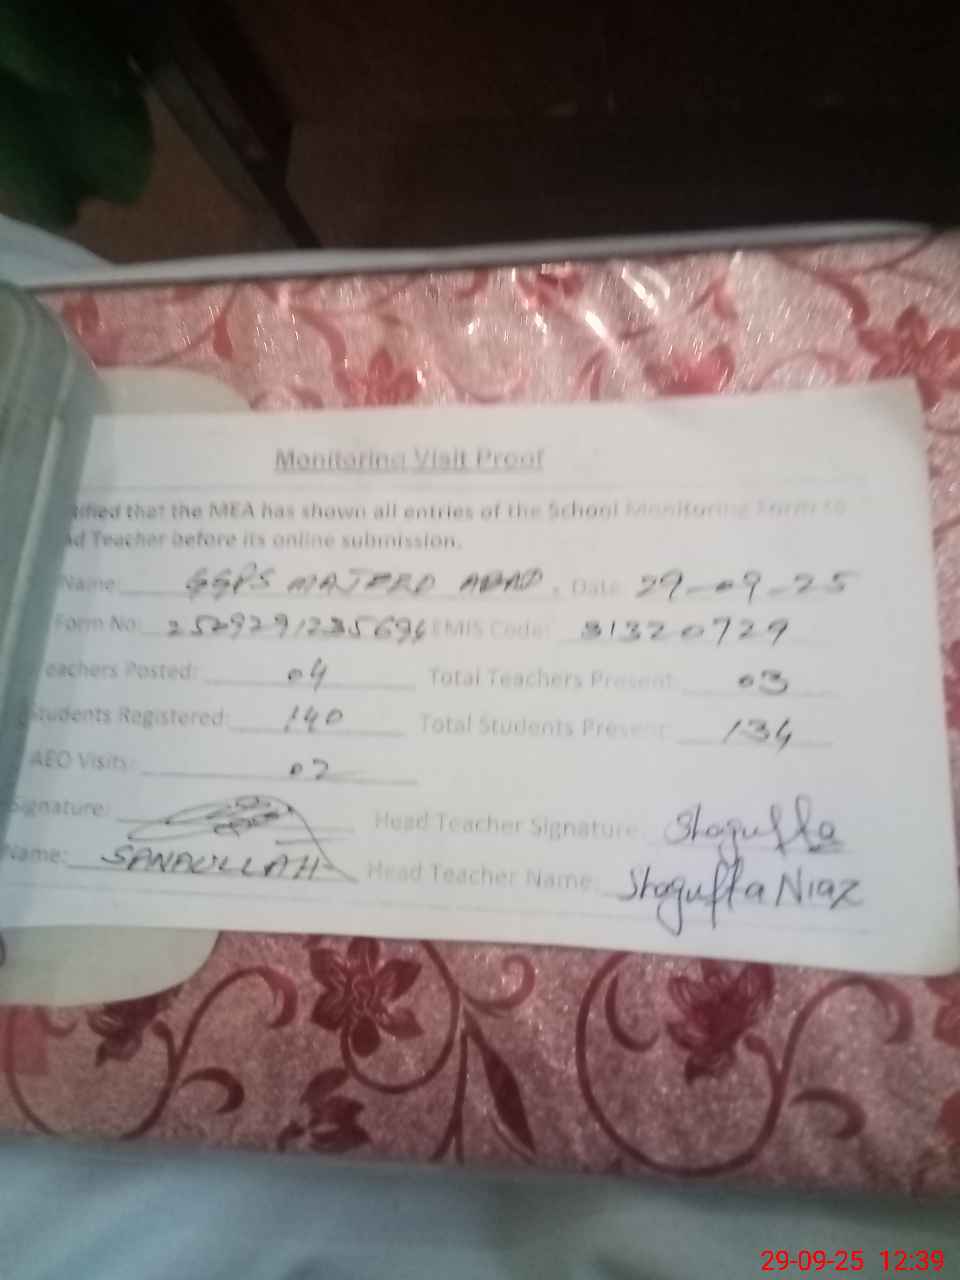 Monitoring Visit Proof
that the MEA has shown all entries of the School Monitoring Form to
Teacher before its online submission.
Name: GGPS MAJEED ABAD, Date 29-09-25
Form No: EMIS Code: 31320729
eachers Posted: 04 Total Teachers Present: 03
Students Registered: 140 Total Students Present: 134
AEO Visits: 02
Signature: Head Teacher Signature: Shagufta
Name: SANAULLAH Head Teacher Name: Shagufta Niaz
29-09-25 12:39